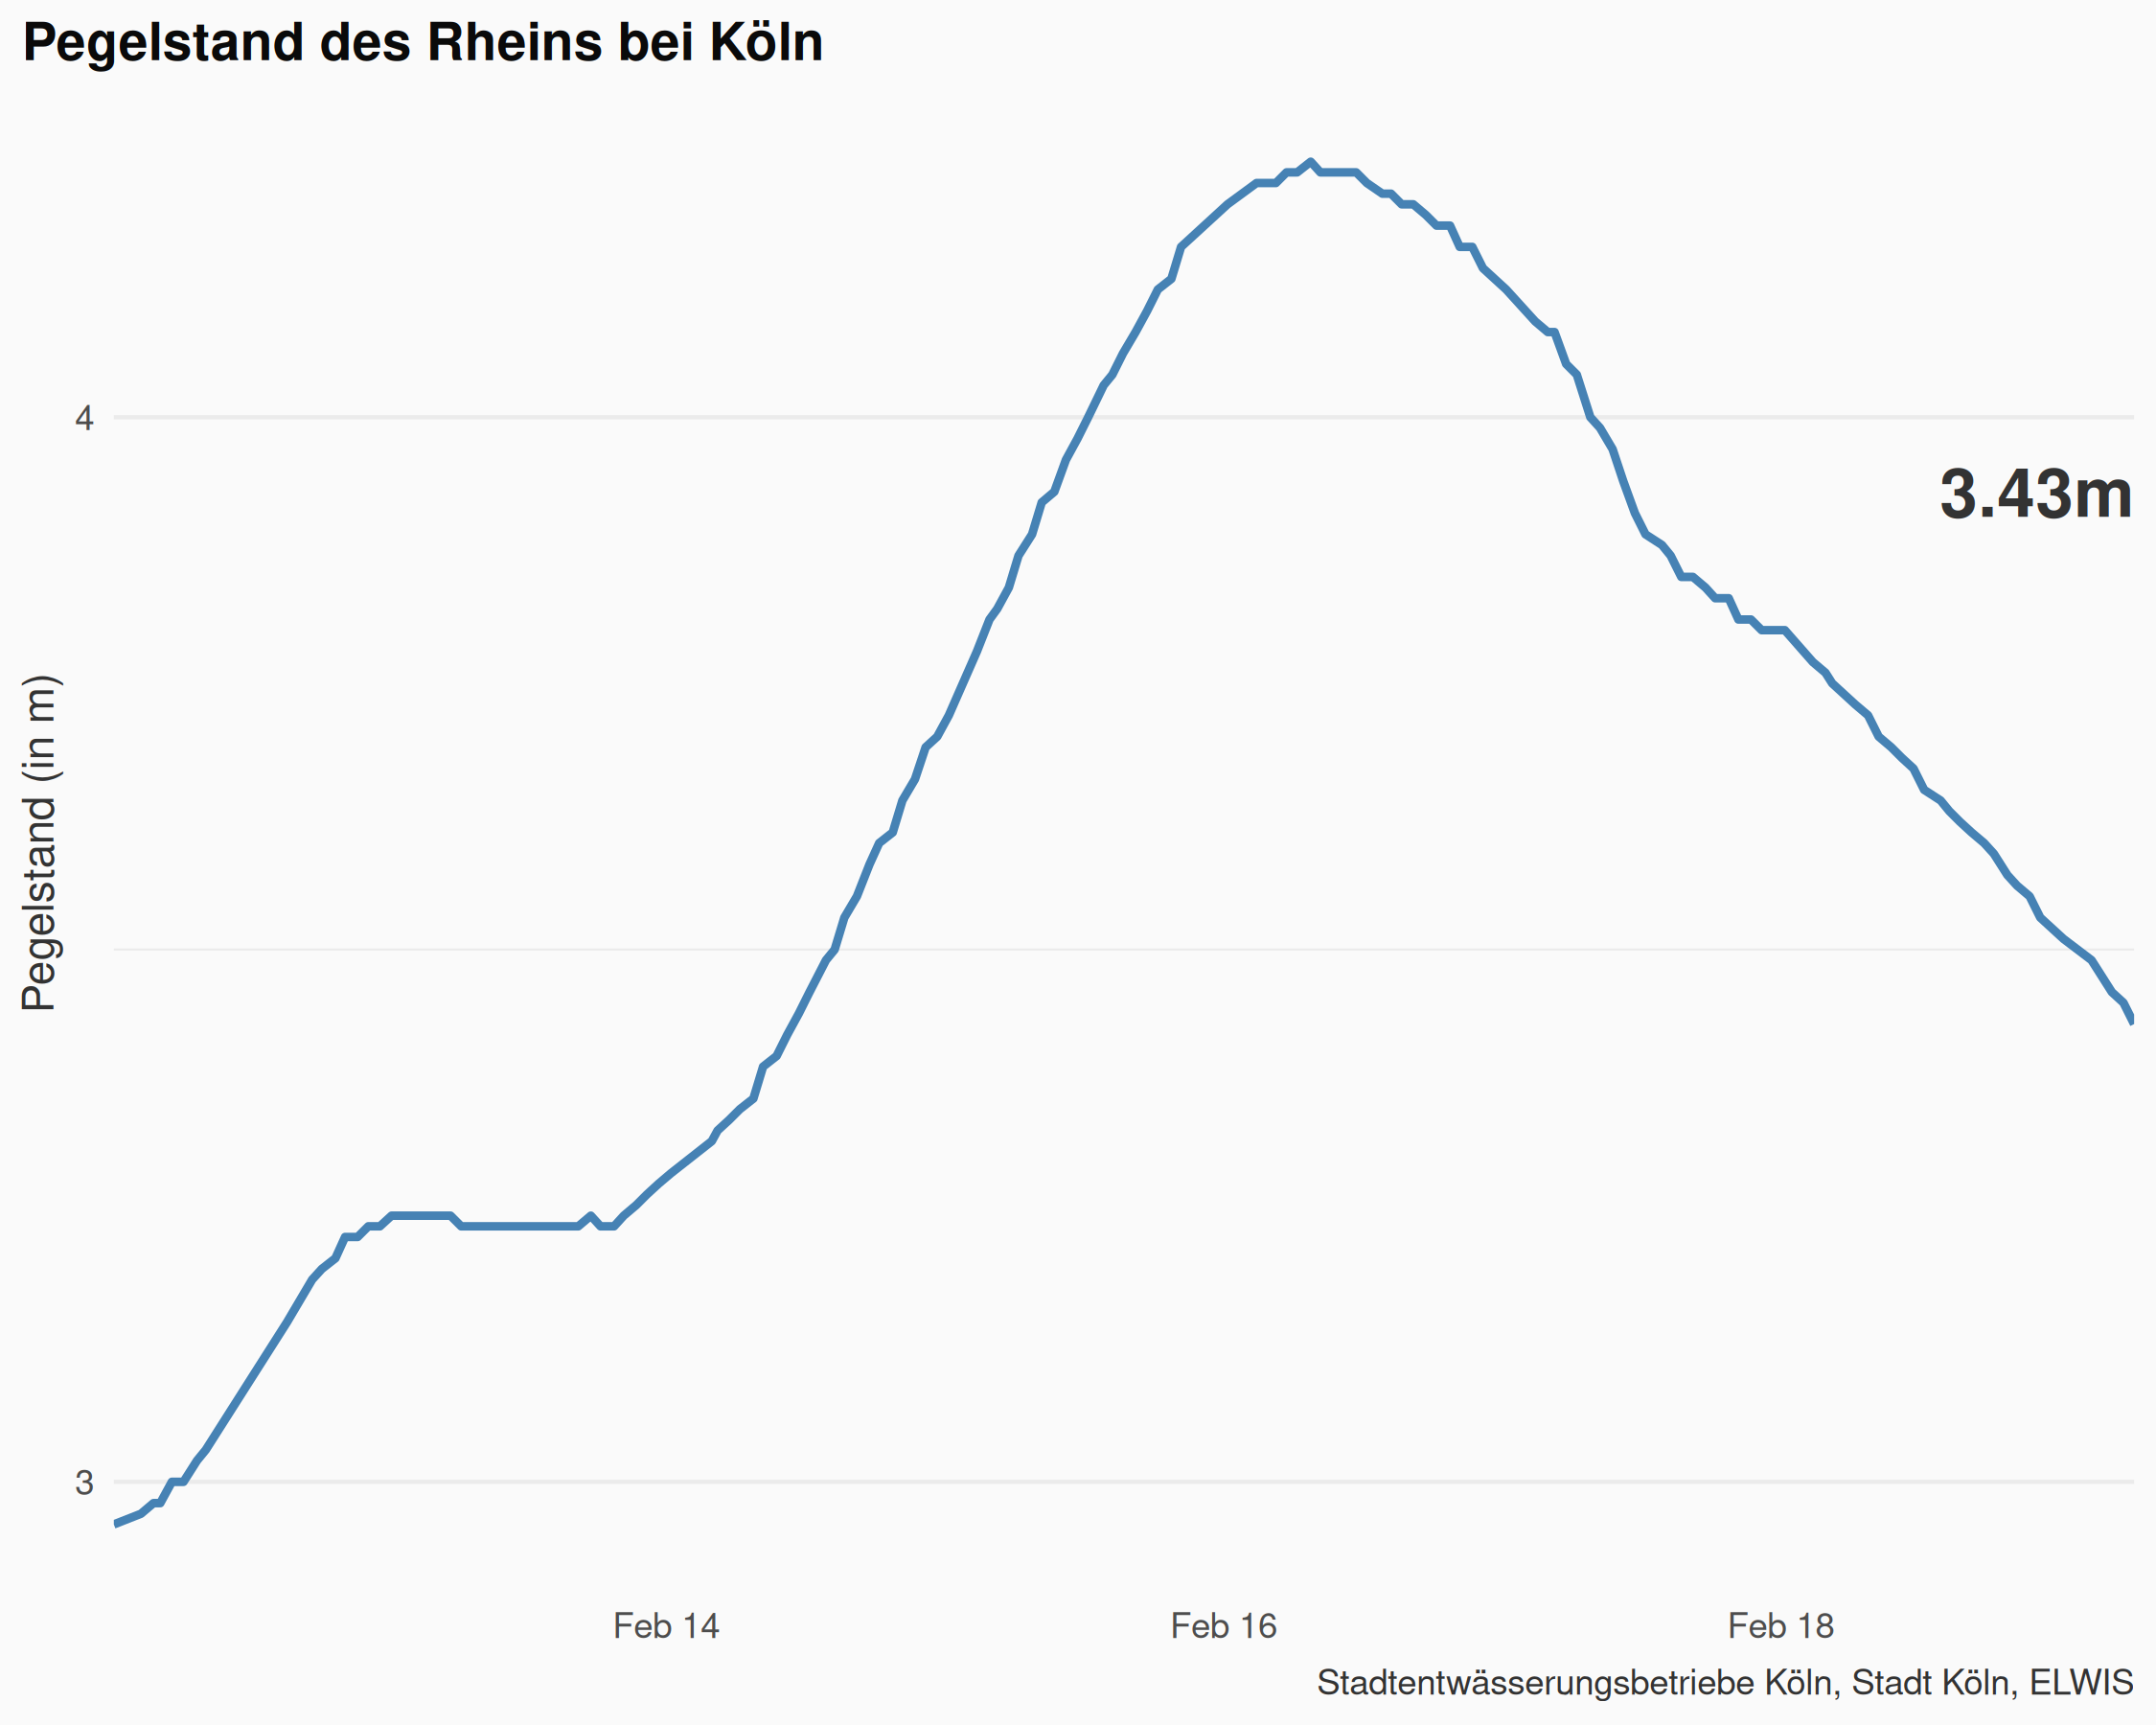 Pegelstand des Rheins bei Köln
4
3.43m
Pegelstand (in m)
3
Feb 14
Feb 16
Feb 18
Stadtentwässerungsbetriebe Köln, Stadt Köln, ELWIS